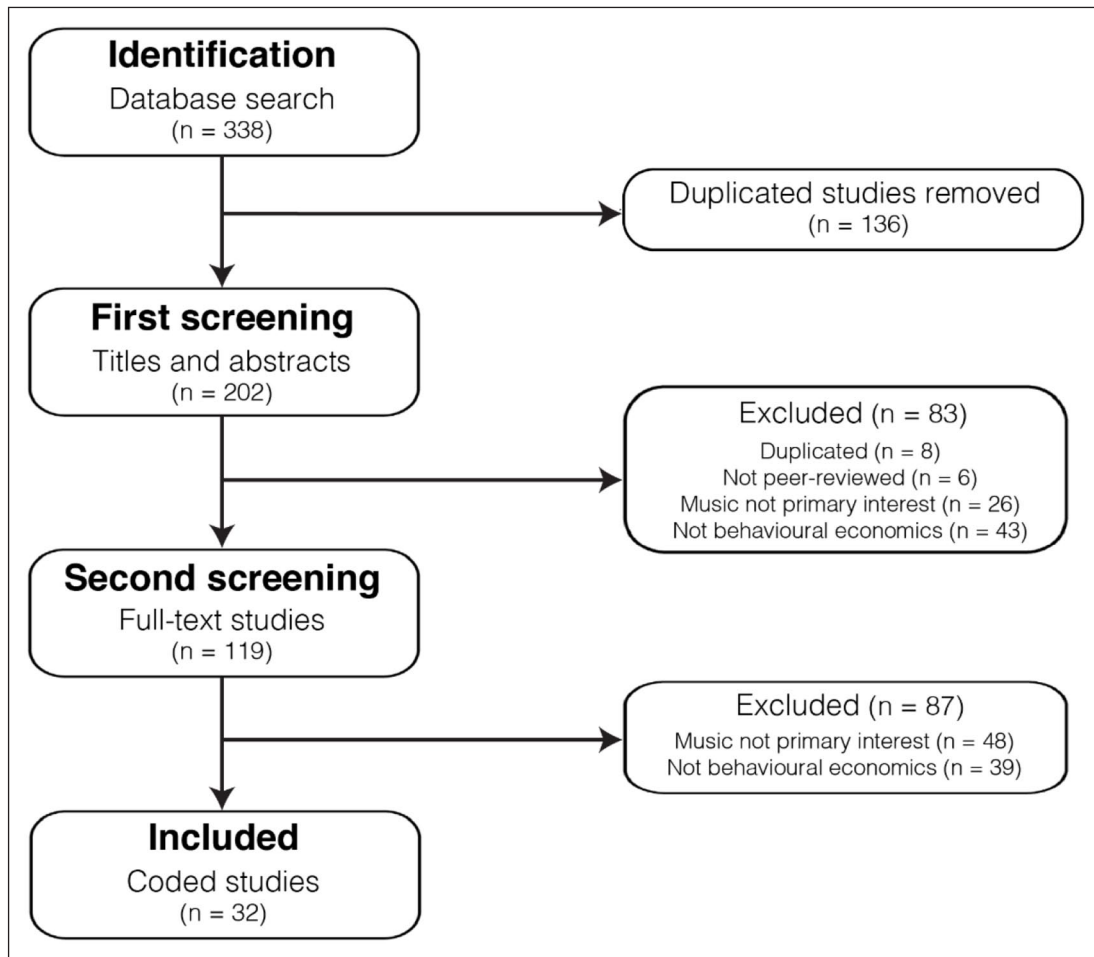 Identification
Database search
(n = 338)
Duplicated studies removed
(n = 136)
First screening
Titles and abstracts
(n = 202)
Excluded (n = 83)
Duplicated (n = 8)
Not peer-reviewed (n = 6)
Music not primary interest (n = 26)
Not behavioural economics (n = 43)
Second screening
Full-text studies
(n = 119)
Excluded (n = 87)
Music not primary interest (n = 48)
Not behavioural economics (n = 39)
Included
Coded studies
(n = 32)